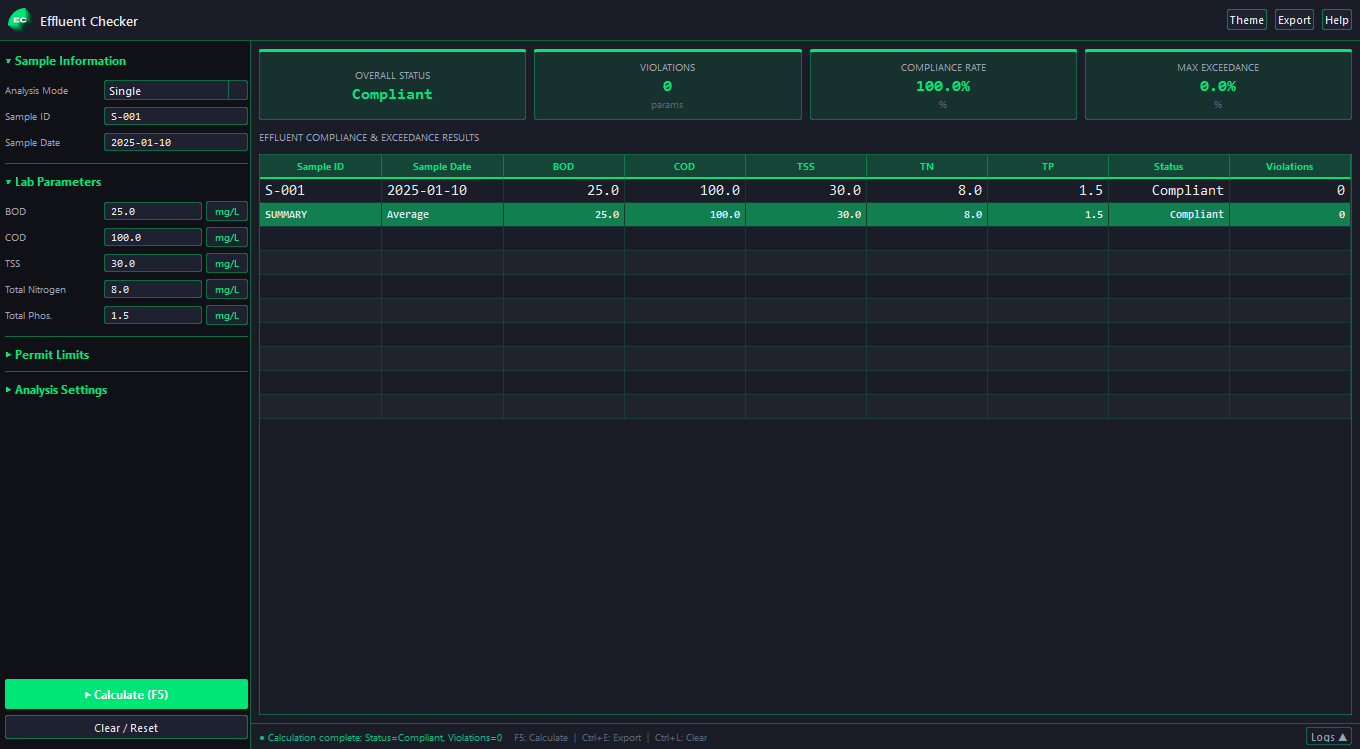 EC Effluent Checker Theme Export Help
▾ Sample Information
Analysis Mode Single
Sample ID S-001
Sample Date 2025-01-10
▾ Lab Parameters
BOD 25.0 mg/L
COD 100.0 mg/L
TSS 30.0 mg/L
Total Nitrogen 8.0 mg/L
Total Phos. 1.5 mg/L
▸ Permit Limits
▸ Analysis Settings
▸ Calculate (F5)
Clear / Reset
OVERALL STATUS
Compliant
VIOLATIONS
0
params
COMPLIANCE RATE
100.0%
%
MAX EXCEEDANCE
0.0%
%
EFFLUENT COMPLIANCE & EXCEEDANCE RESULTS
Sample ID Sample Date BOD COD TSS TN TP Status Violations
S-001 2025-01-10 25.0 100.0 30.0 8.0 1.5 Compliant 0
SUMMARY Average 25.0 100.0 30.0 8.0 1.5 Compliant 0
● Calculation complete: Status=Compliant, Violations=0 F5: Calculate | Ctrl+E: Export | Ctrl+L: Clear Logs ▲